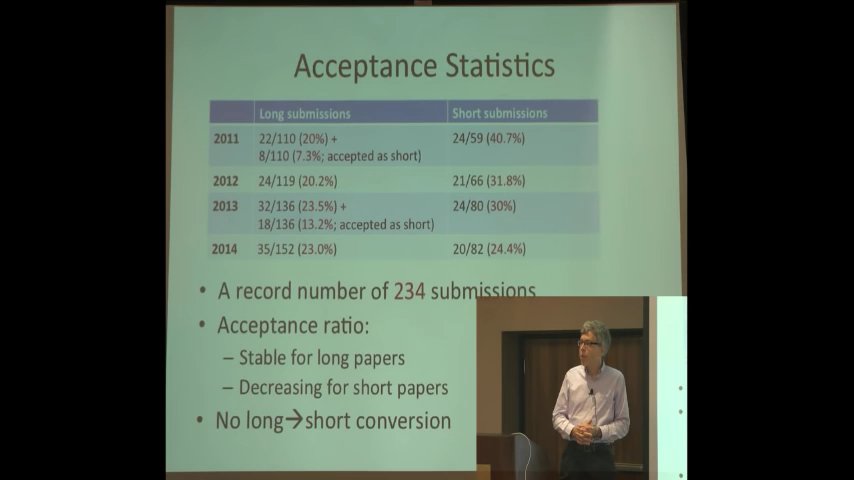 Acceptance Statistics
Long submissions Short submissions
2011 22/110 (20%) + 24/59 (40.7%)
8/110 (7.3%; accepted as short)
2012 24/119 (20.2%) 21/66 (31.8%)
2013 32/136 (23.5%) + 24/80 (30%)
18/136 (13.2%; accepted as short)
2014 35/152 (23.0%) 20/82 (24.4%)
• A record number of 234 submissions
• Acceptance ratio:
– Stable for long papers
– Decreasing for short papers
• No long→short conversion